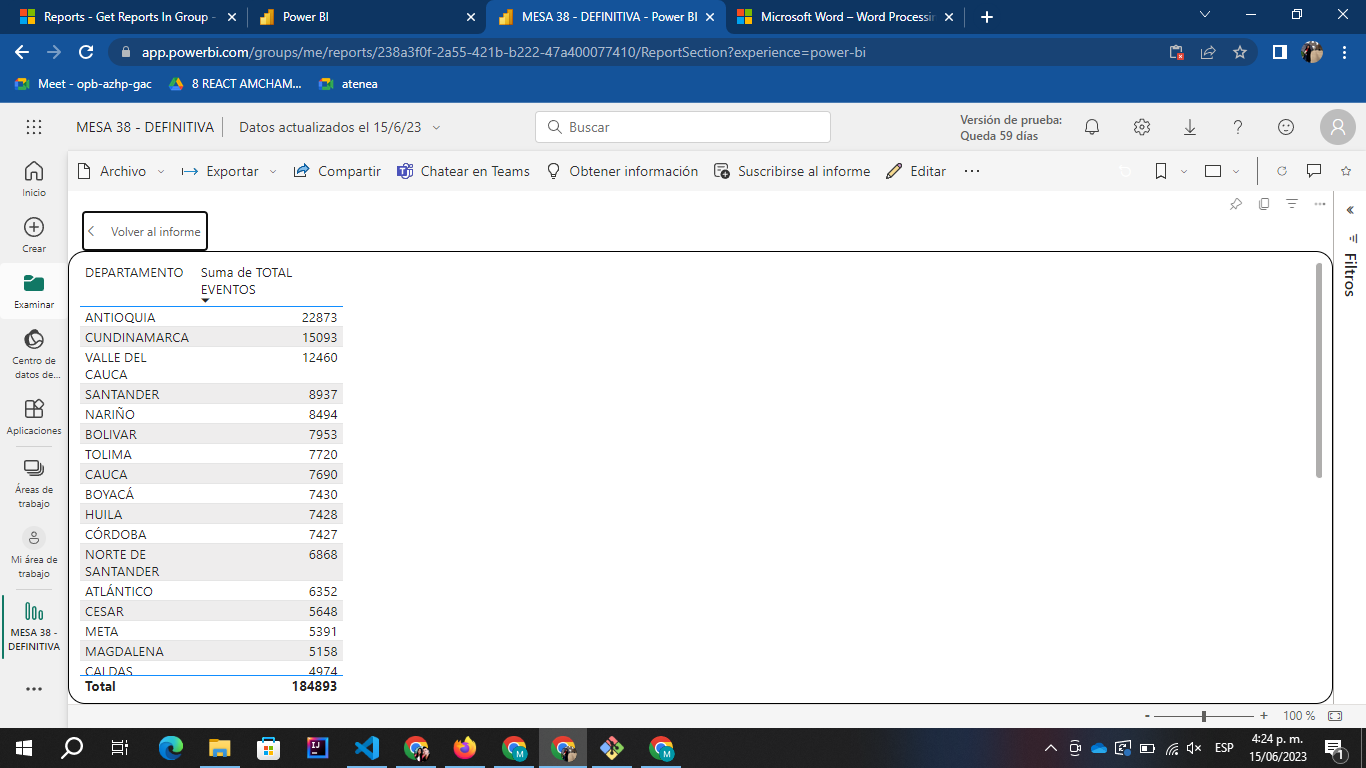 Reports - Get Reports In Group -
Power BI
MESA 38 - DEFINITIVA - Power BI
Microsoft Word – Word Processin
app.powerbi.com/groups/me/reports/238a3f0f-2a55-421b-b222-47a400077410/ReportSection?experience=power-bi
Meet - opb-azhp-gac
8 REACT AMCHAM...
atenea
MESA 38 - DEFINITIVA
Datos actualizados el 15/6/23
Buscar
Versión de prueba:
Queda 59 días
Archivo
Exportar
Compartir
Chatear en Teams
Obtener información
Suscribirse al informe
Editar
Inicio
Crear
Examinar
Centro de
datos de...
Aplicaciones
Áreas de
trabajo
Mi área de
trabajo
MESA 38 -
DEFINITIVA
Volver al informe
Filtros
DEPARTAMENTO Suma de TOTAL
EVENTOS
ANTIOQUIA 22873
CUNDINAMARCA 15093
VALLE DEL 12460
CAUCA
SANTANDER 8937
NARIÑO 8494
BOLIVAR 7953
TOLIMA 7720
CAUCA 7690
BOYACÁ 7430
HUILA 7428
CÓRDOBA 7427
NORTE DE 6868
SANTANDER
ATLÁNTICO 6352
CESAR 5648
META 5391
MAGDALENA 5158
CALDAS 4974
Total 184893
- + 100 %
ESP
4:24 p. m.
15/06/2023
1